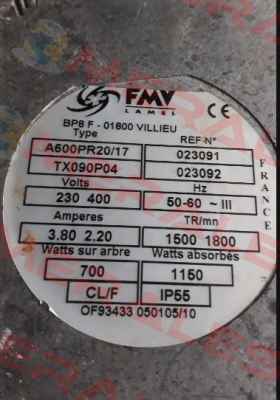 FMV
LAMEL
CE
BP8 F - 01800 VILLIEU
Type REF N°
A600PR20/17 023091
TX090P04 023092
Volts Hz
230 400 50-60 ~ III
Amperes TR/mn
3.80 2.20 1500 1800
Watts sur arbre Watts absorbés
700 1150
CL/F IP55
OF93433 050105/10
FRANCE